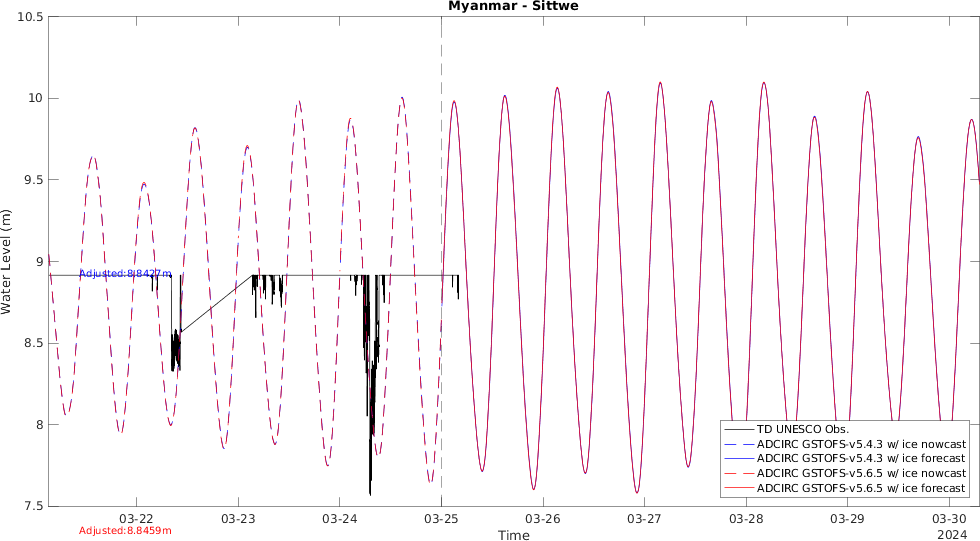 Myanmar - Sittwe
10.5
10
9.5
9
8.5
8
7.5
Water Level (m)
Adjusted:8.8427m
TD UNESCO Obs.
ADCIRC GSTOFS-v5.4.3 w/ ice nowcast
ADCIRC GSTOFS-v5.4.3 w/ ice forecast
ADCIRC GSTOFS-v5.6.5 w/ ice nowcast
ADCIRC GSTOFS-v5.6.5 w/ ice forecast
03-22 03-23 03-24 03-25 03-26 03-27 03-28 03-29 03-30
Adjusted:8.8459m
Time
2024